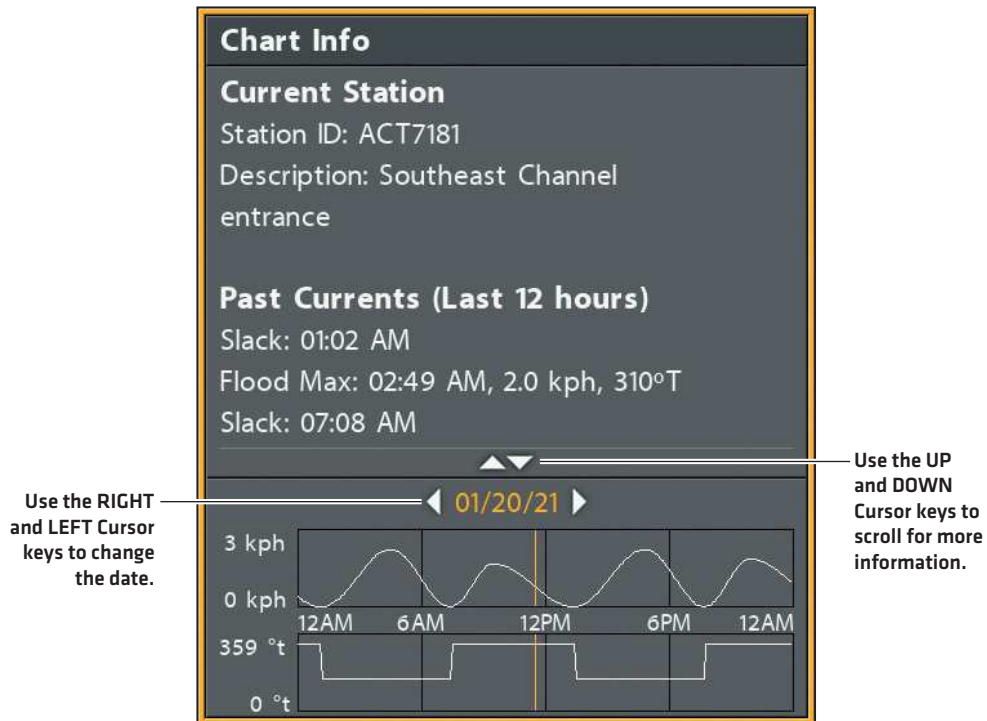 Chart Info
Current Station
Station ID: ACT7181
Description: Southeast Channel
entrance
Past Currents (Last 12 hours)
Slack: 01:02 AM
Flood Max: 02:49 AM, 2.0 kph, 310ºT
Slack: 07:08 AM
Use the UP
and DOWN
Cursor keys to
scroll for more
information.
Use the RIGHT
and LEFT Cursor
keys to change
the date.
01/20/21
3 kph
0 kph
12AM 6AM 12PM 6PM 12AM
359 °t
0 °t